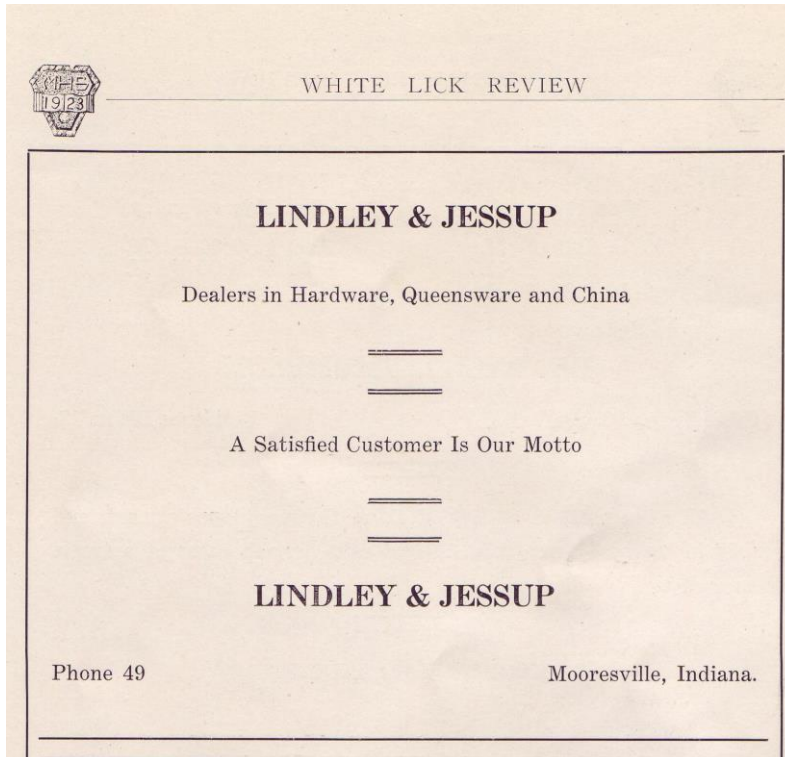 MHS
1923
WHITE LICK REVIEW
LINDLEY & JESSUP
Dealers in Hardware, Queensware and China
A Satisfied Customer Is Our Motto
LINDLEY & JESSUP
Phone 49
Mooresville, Indiana.